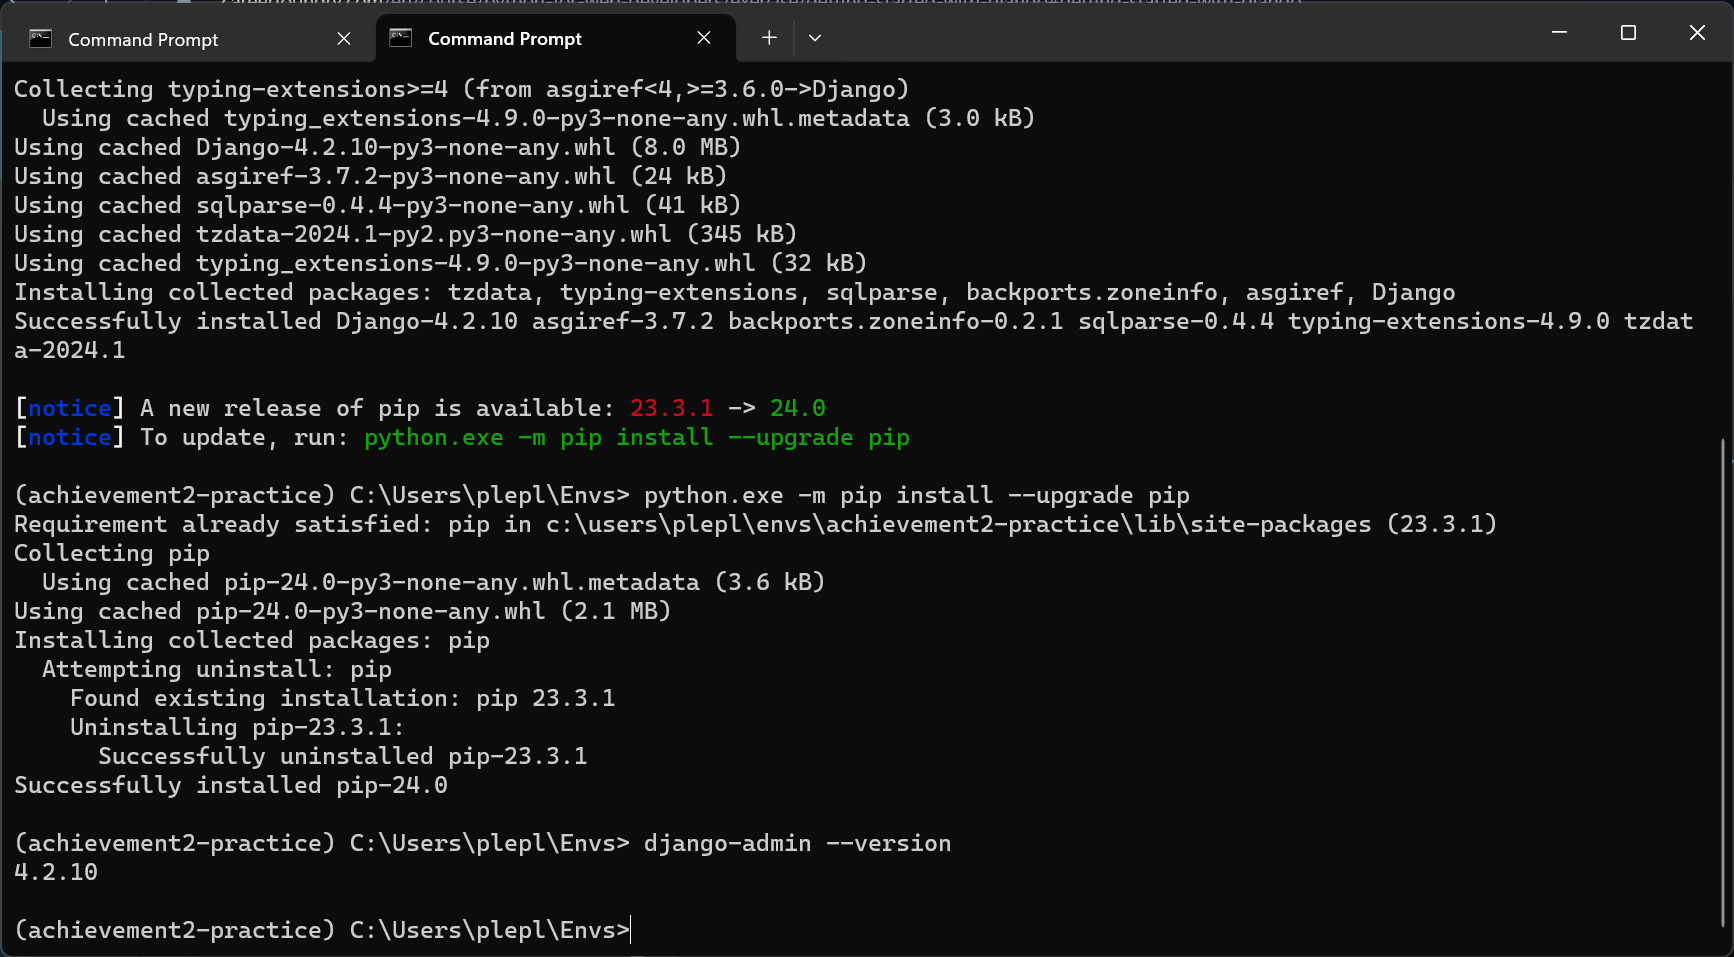 Command Prompt
Command Prompt
Collecting typing-extensions>=4 (from asgiref<4,>=3.6.0->Django)
  Using cached typing_extensions-4.9.0-py3-none-any.whl.metadata (3.0 kB)
Using cached Django-4.2.10-py3-none-any.whl (8.0 MB)
Using cached asgiref-3.7.2-py3-none-any.whl (24 kB)
Using cached sqlparse-0.4.4-py3-none-any.whl (41 kB)
Using cached tzdata-2024.1-py2.py3-none-any.whl (345 kB)
Using cached typing_extensions-4.9.0-py3-none-any.whl (32 kB)
Installing collected packages: tzdata, typing-extensions, sqlparse, backports.zoneinfo, asgiref, Django
Successfully installed Django-4.2.10 asgiref-3.7.2 backports.zoneinfo-0.2.1 sqlparse-0.4.4 typing-extensions-4.9.0 tzdat
a-2024.1
[notice] A new release of pip is available: 23.3.1 -> 24.0
[notice] To update, run: python.exe -m pip install --upgrade pip
(achievement2-practice) C:\Users\plepl\Envs> python.exe -m pip install --upgrade pip
Requirement already satisfied: pip in c:\users\plepl\envs\achievement2-practice\lib\site-packages (23.3.1)
Collecting pip
  Using cached pip-24.0-py3-none-any.whl.metadata (3.6 kB)
Using cached pip-24.0-py3-none-any.whl (2.1 MB)
Installing collected packages: pip
  Attempting uninstall: pip
    Found existing installation: pip 23.3.1
    Uninstalling pip-23.3.1:
      Successfully uninstalled pip-23.3.1
Successfully installed pip-24.0
(achievement2-practice) C:\Users\plepl\Envs> django-admin --version
4.2.10
(achievement2-practice) C:\Users\plepl\Envs>